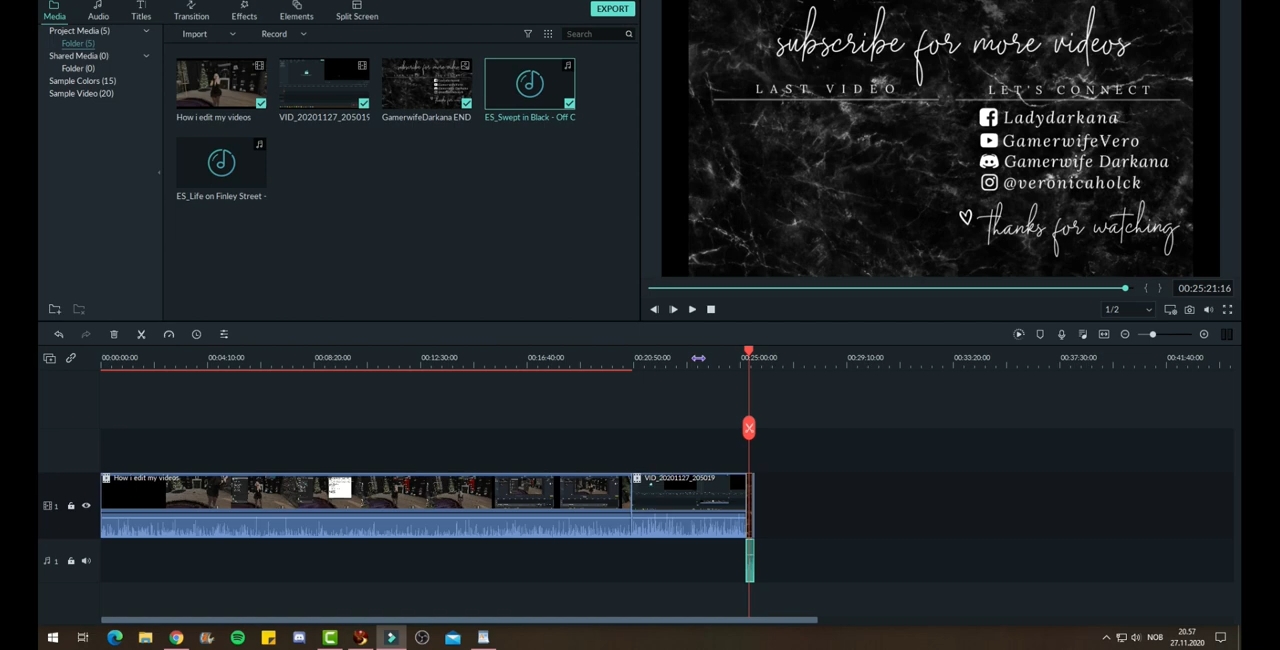 Media Audio Titles Transition Effects Elements Split Screen
EXPORT
Project Media (5)
Folder (5)
Shared Media (0)
Folder (0)
Sample Colors (15)
Sample Video (20)
Import Record Search
How i edit my videos VID_20201127_205019 GamerwifeDarkana END ES_Swept in Black - Off C
ES_Life on Finley Street -
subscribe for more videos
LAST VIDEO LET'S CONNECT
Ladydarkana
GamerwifeVero
Gamerwife Darkana
@veronicaholck
thanks for watching
00:25:21:16
1/2
00:00:00:00 00:04:10:00 00:08:20:00 00:12:30:00 00:16:40:00 00:20:50:00 00:25:00:00 00:29:10:00 00:33:20:00 00:37:30:00 00:41:40:00
How i edit my videos VID_20201127_205019
1
1
NOB
20.57
27.11.2020